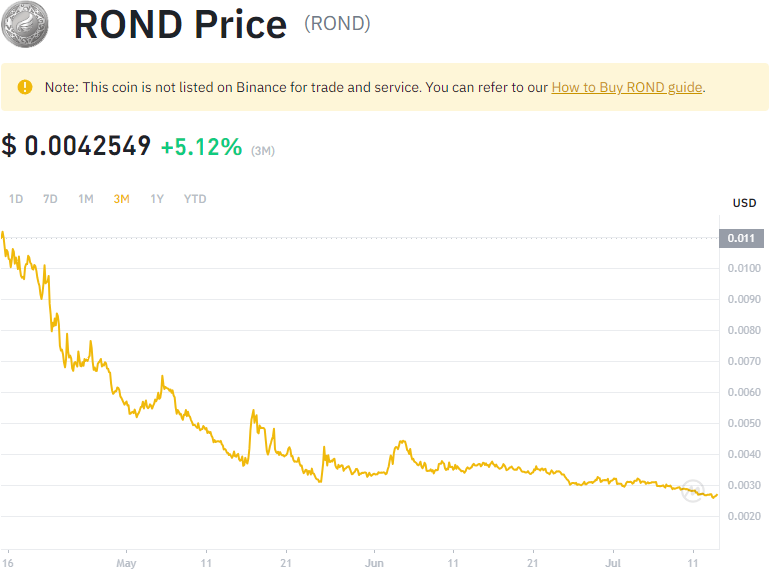 ROND Price (ROND)
Note: This coin is not listed on Binance for trade and service. You can refer to our How to Buy ROND guide.
$ 0.0042549 +5.12% (3M)
1D 7D 1M 3M 1Y YTD
USD
0.011
0.0100
0.0090
0.0080
0.0070
0.0060
0.0050
0.0040
0.0030
0.0020
16 May 11 21 Jun 11 21 Jul 11